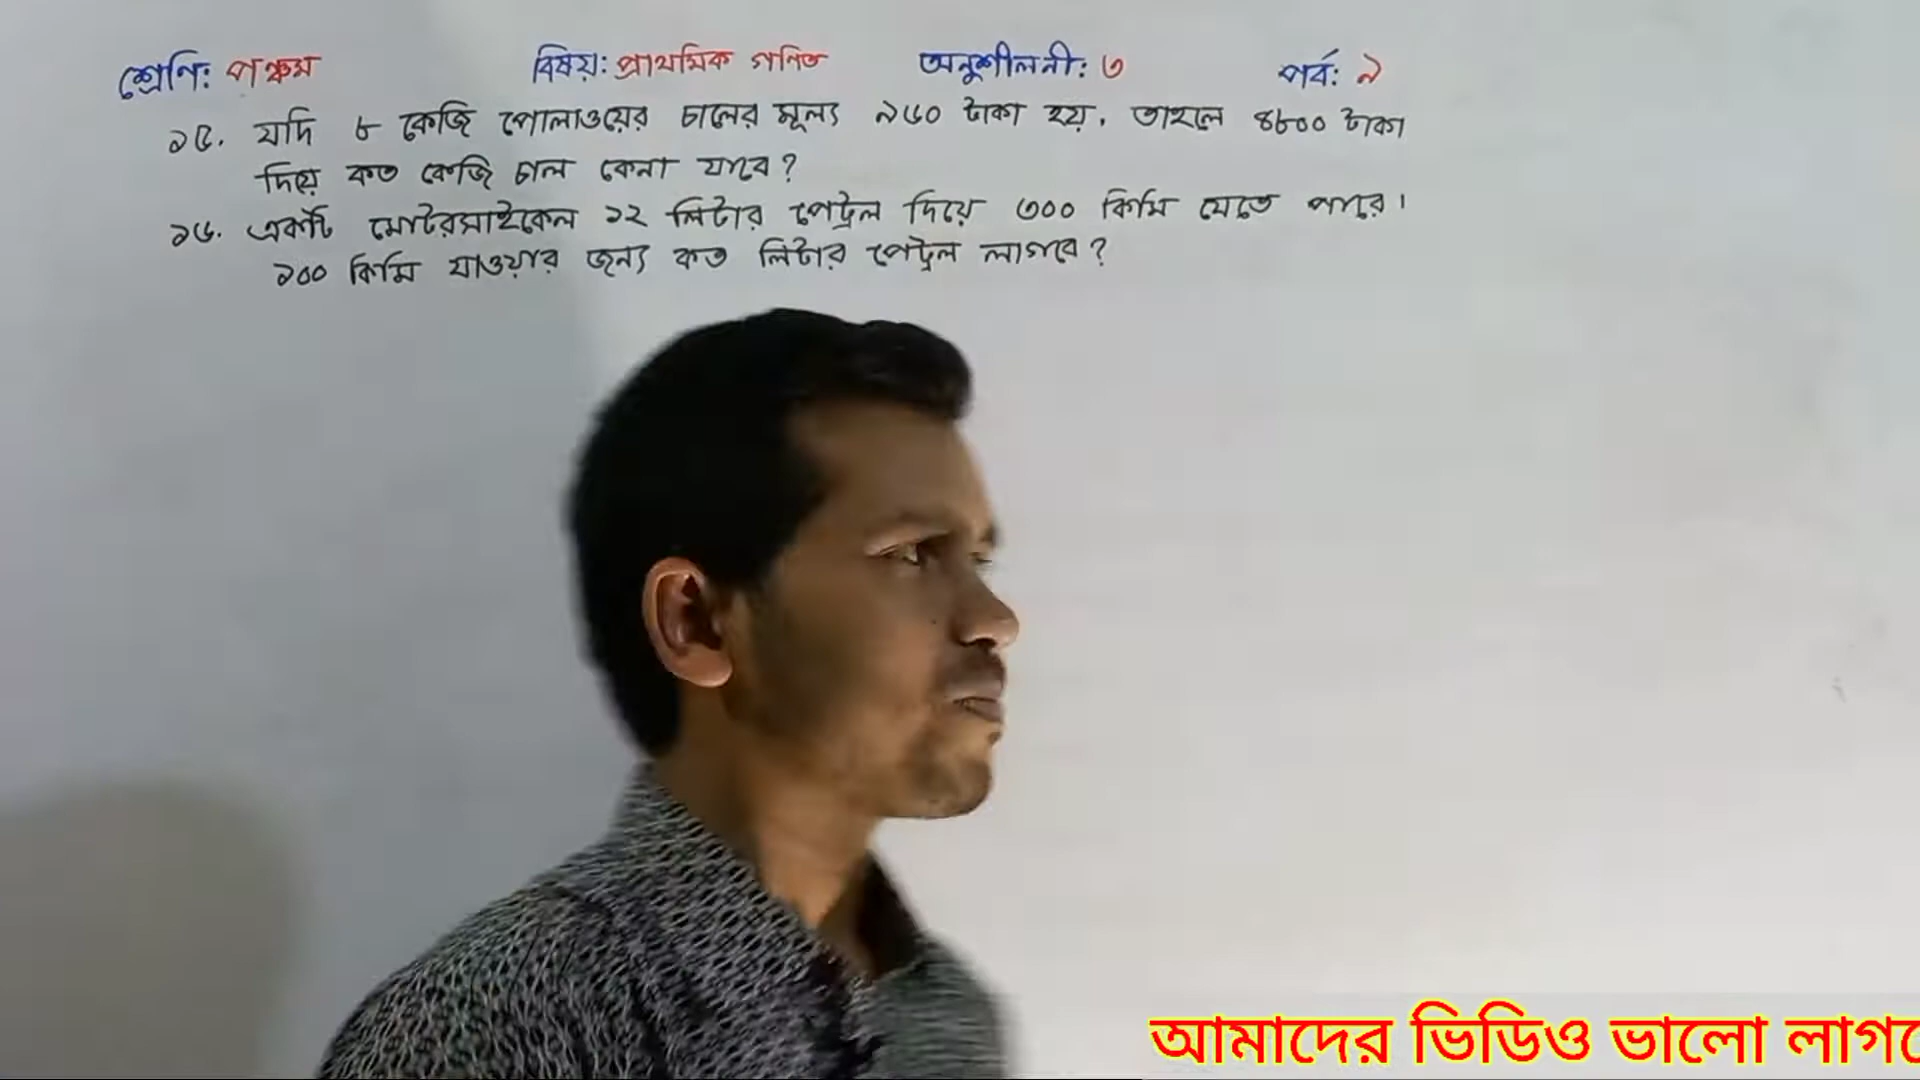 শ্রেণি: পঞ্চম বিষয়: প্রাথমিক গণিত অনুশীলনী: ৩ পর্ব: ৯
১৫. যদি ৮ কেজি পোলাওয়ের চালের মূল্য ৯৬০ টাকা হয়, তাহলে ৪৮০০ টাকা
দিয়ে কত কেজি চাল কেনা যাবে?
১৬. একটি মোটরসাইকেল ১২ লিটার পেট্রল দিয়ে ৩০০ কিমি যেতে পারে।
১০০ কিমি যাওয়ার জন্য কত লিটার পেট্রল লাগবে?
আমাদের ভিডিও ভালো